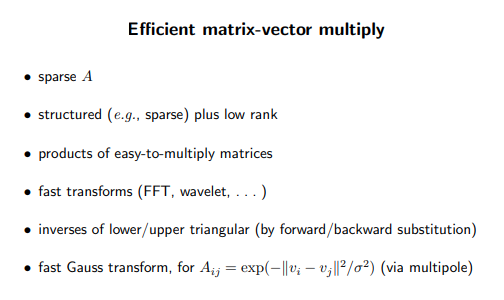 Efficient matrix-vector multiply
• sparse A
• structured (e.g., sparse) plus low rank
• products of easy-to-multiply matrices
• fast transforms (FFT, wavelet, . . . )
• inverses of lower/upper triangular (by forward/backward substitution)
• fast Gauss transform, for A_{ij} = exp(−‖v_i − v_j‖²/σ²) (via multipole)